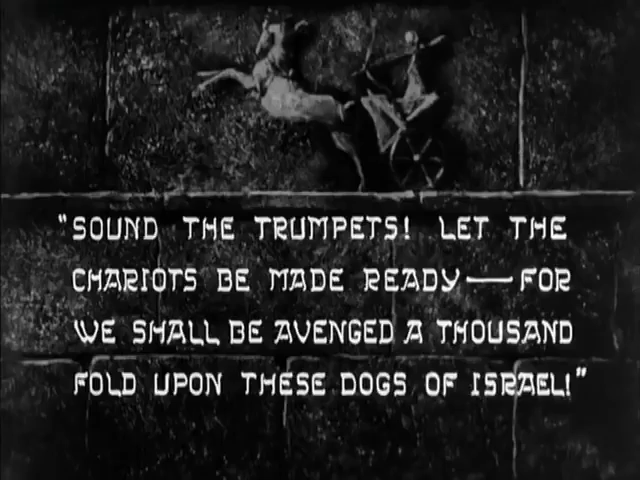 "SOUND THE TRUMPETS! LET THE
CHARIOTS BE MADE READY — FOR
WE SHALL BE AVENGED A THOUSAND
FOLD UPON THESE DOGS OF ISRAEL!"